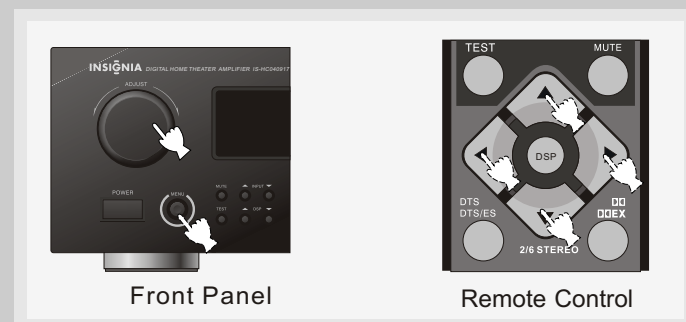 INSIGNIA DIGITAL HOME THEATER AMPLIFIER IS-HC040917
ADJUST
POWER
MENU
MUTE INPUT
TEST DSP
Front Panel
TEST MUTE
DSP
DTS
DTS/ES
EX
2/6 STEREO
Remote Control